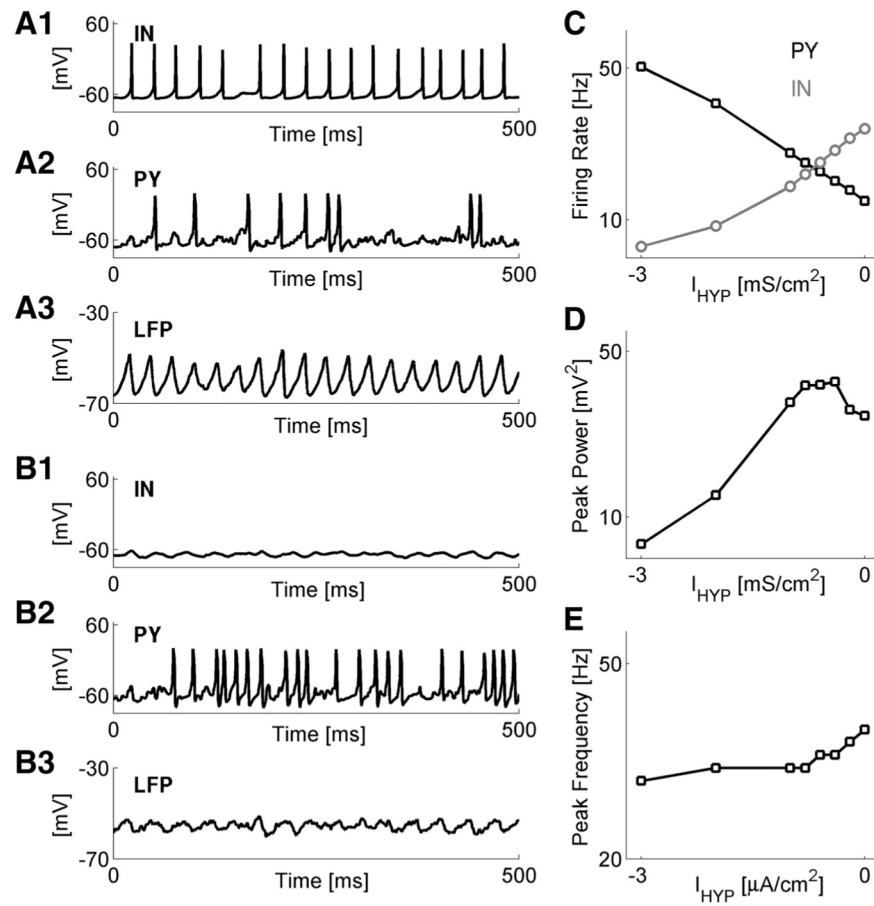 A1
60
IN
[mV]
-60
0
Time [ms]
500
A2
60
PY
[mV]
-60
0
Time [ms]
500
A3
-30
LFP
[mV]
-70
0
Time [ms]
500
B1
60
IN
[mV]
-60
0
Time [ms]
500
B2
60
PY
[mV]
-60
0
Time [ms]
500
B3
-30
LFP
[mV]
-70
0
Time [ms]
500
C
PY
IN
50
Firing Rate [Hz]
10
-3
0
I_HYP [mS/cm²]
D
50
Peak Power [mV²]
10
-3
0
I_HYP [mS/cm²]
E
50
Peak Frequency [Hz]
20
-3
0
I_HYP [µA/cm²]